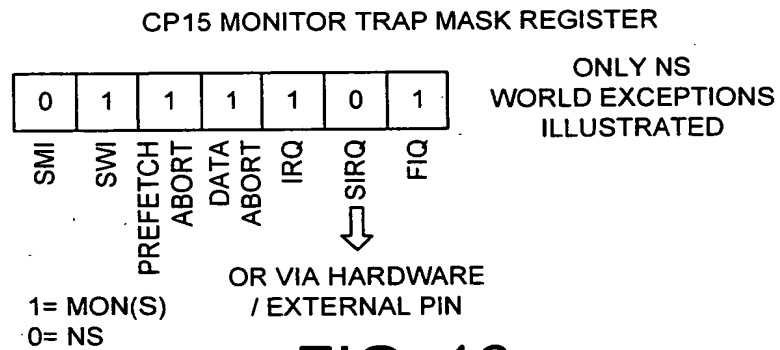 CP15 MONITOR TRAP MASK REGISTER
0 1 1 1 1 0 1
ONLY NS
WORLD EXCEPTIONS
ILLUSTRATED
SMI
SWI
PREFETCH
ABORT
DATA
ABORT
IRQ
SIRQ
FIQ
OR VIA HARDWARE
/ EXTERNAL PIN
1= MON(S)
0= NS